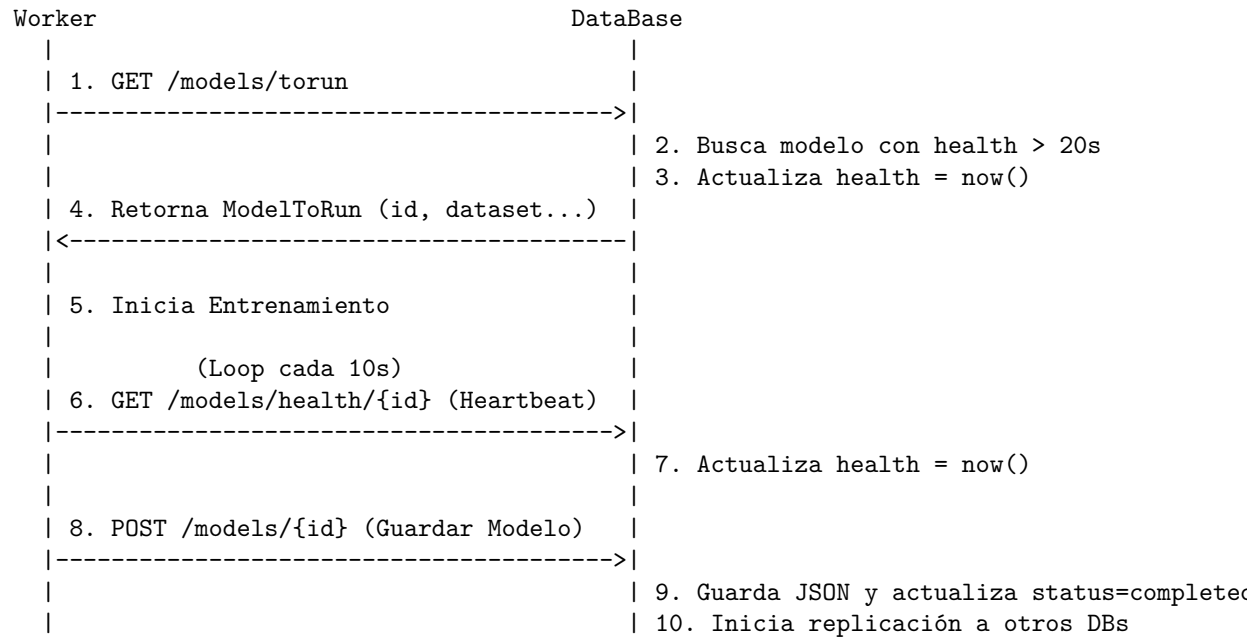 Worker DataBase
1. GET /models/torun
2. Busca modelo con health > 20s
3. Actualiza health = now()
4. Retorna ModelToRun (id, dataset...)
5. Inicia Entrenamiento
(Loop cada 10s)
6. GET /models/health/{id} (Heartbeat)
7. Actualiza health = now()
8. POST /models/{id} (Guardar Modelo)
9. Guarda JSON y actualiza status=completed
10. Inicia replicación a otros DBs